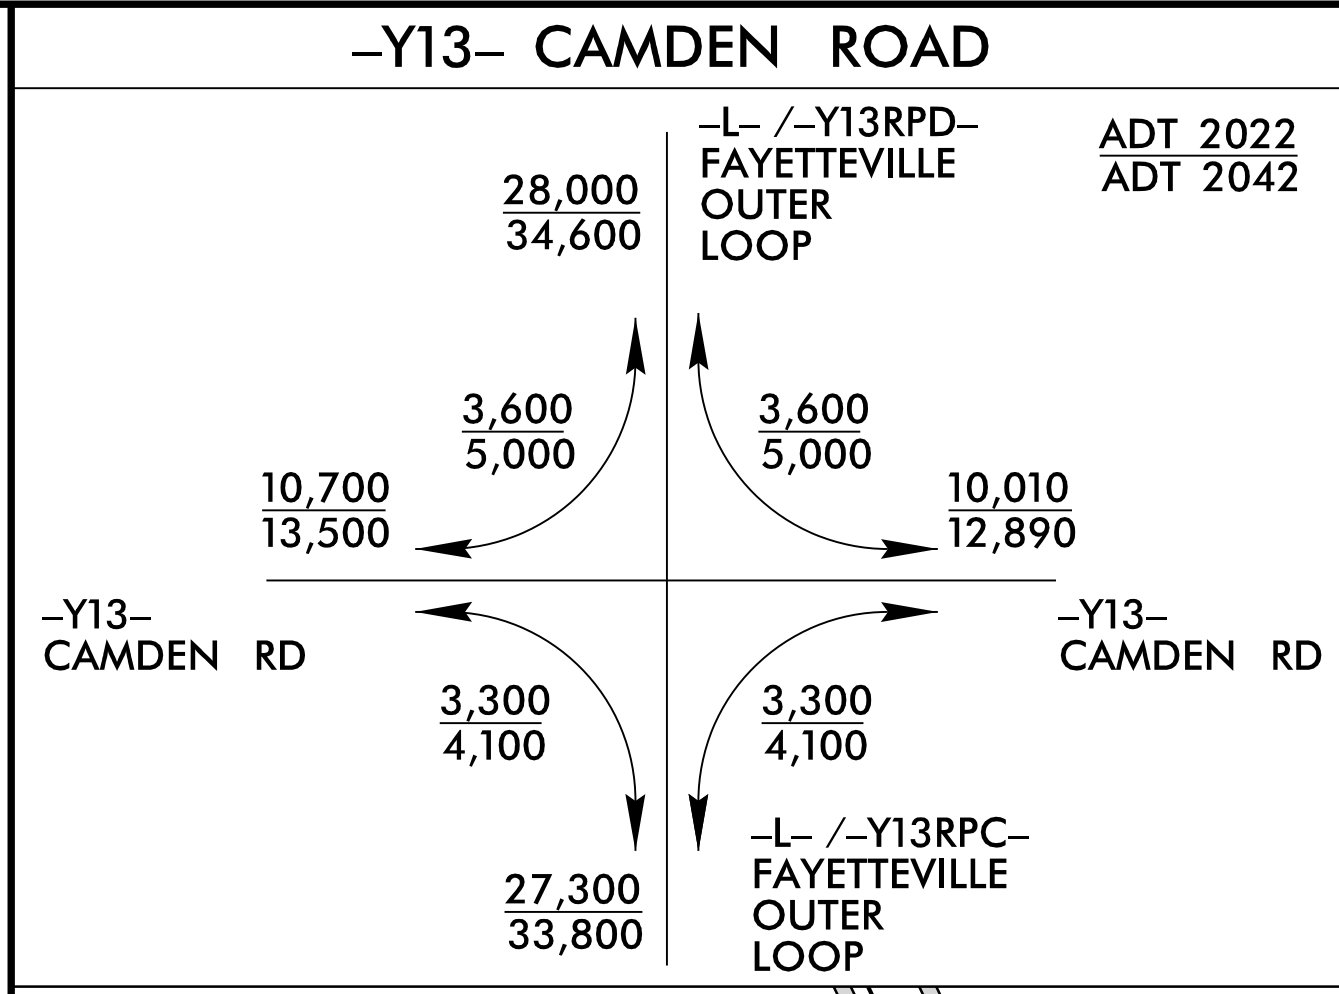 –Y13– CAMDEN ROAD
–L– /–Y13RPD–
FAYETTEVILLE
OUTER
LOOP
ADT 2022
ADT 2042
28,000
34,600
3,600
5,000
3,600
5,000
10,700
13,500
10,010
12,890
–Y13–
CAMDEN RD
–Y13–
CAMDEN RD
3,300
4,100
3,300
4,100
–L– /–Y13RPC–
FAYETTEVILLE
OUTER
LOOP
27,300
33,800